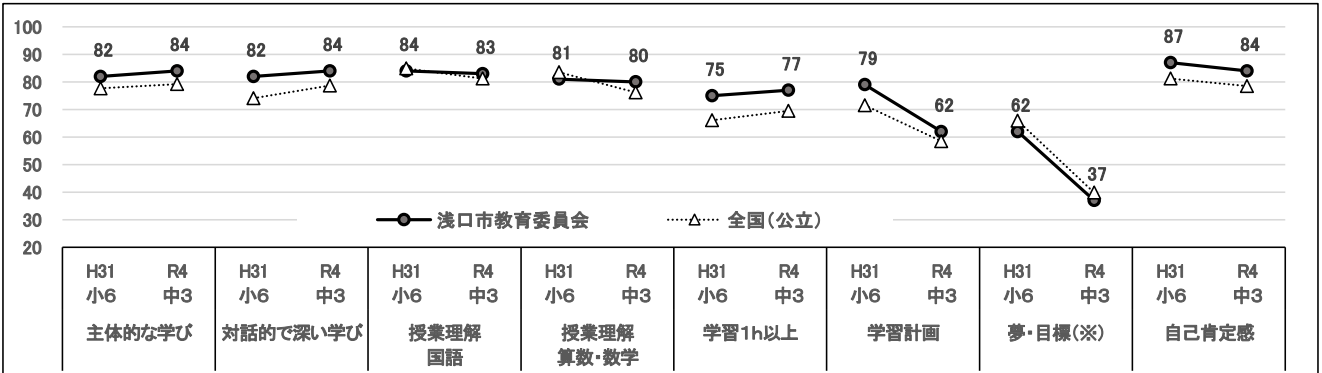 100
90
80
70
60
50
40
30
20
82 84 82 84 84 83 81 80 75 77 79 62 62 37 87 84
浅口市教育委員会 全国(公立)
H31 R4 H31 R4 H31 R4 H31 R4 H31 R4 H31 R4 H31 R4 H31 R4
小6 中3 小6 中3 小6 中3 小6 中3 小6 中3 小6 中3 小6 中3 小6 中3
主体的な学び 対話的で深い学び 授業理解 授業理解 学習1h以上 学習計画 夢・目標(※) 自己肯定感
国語 算数・数学